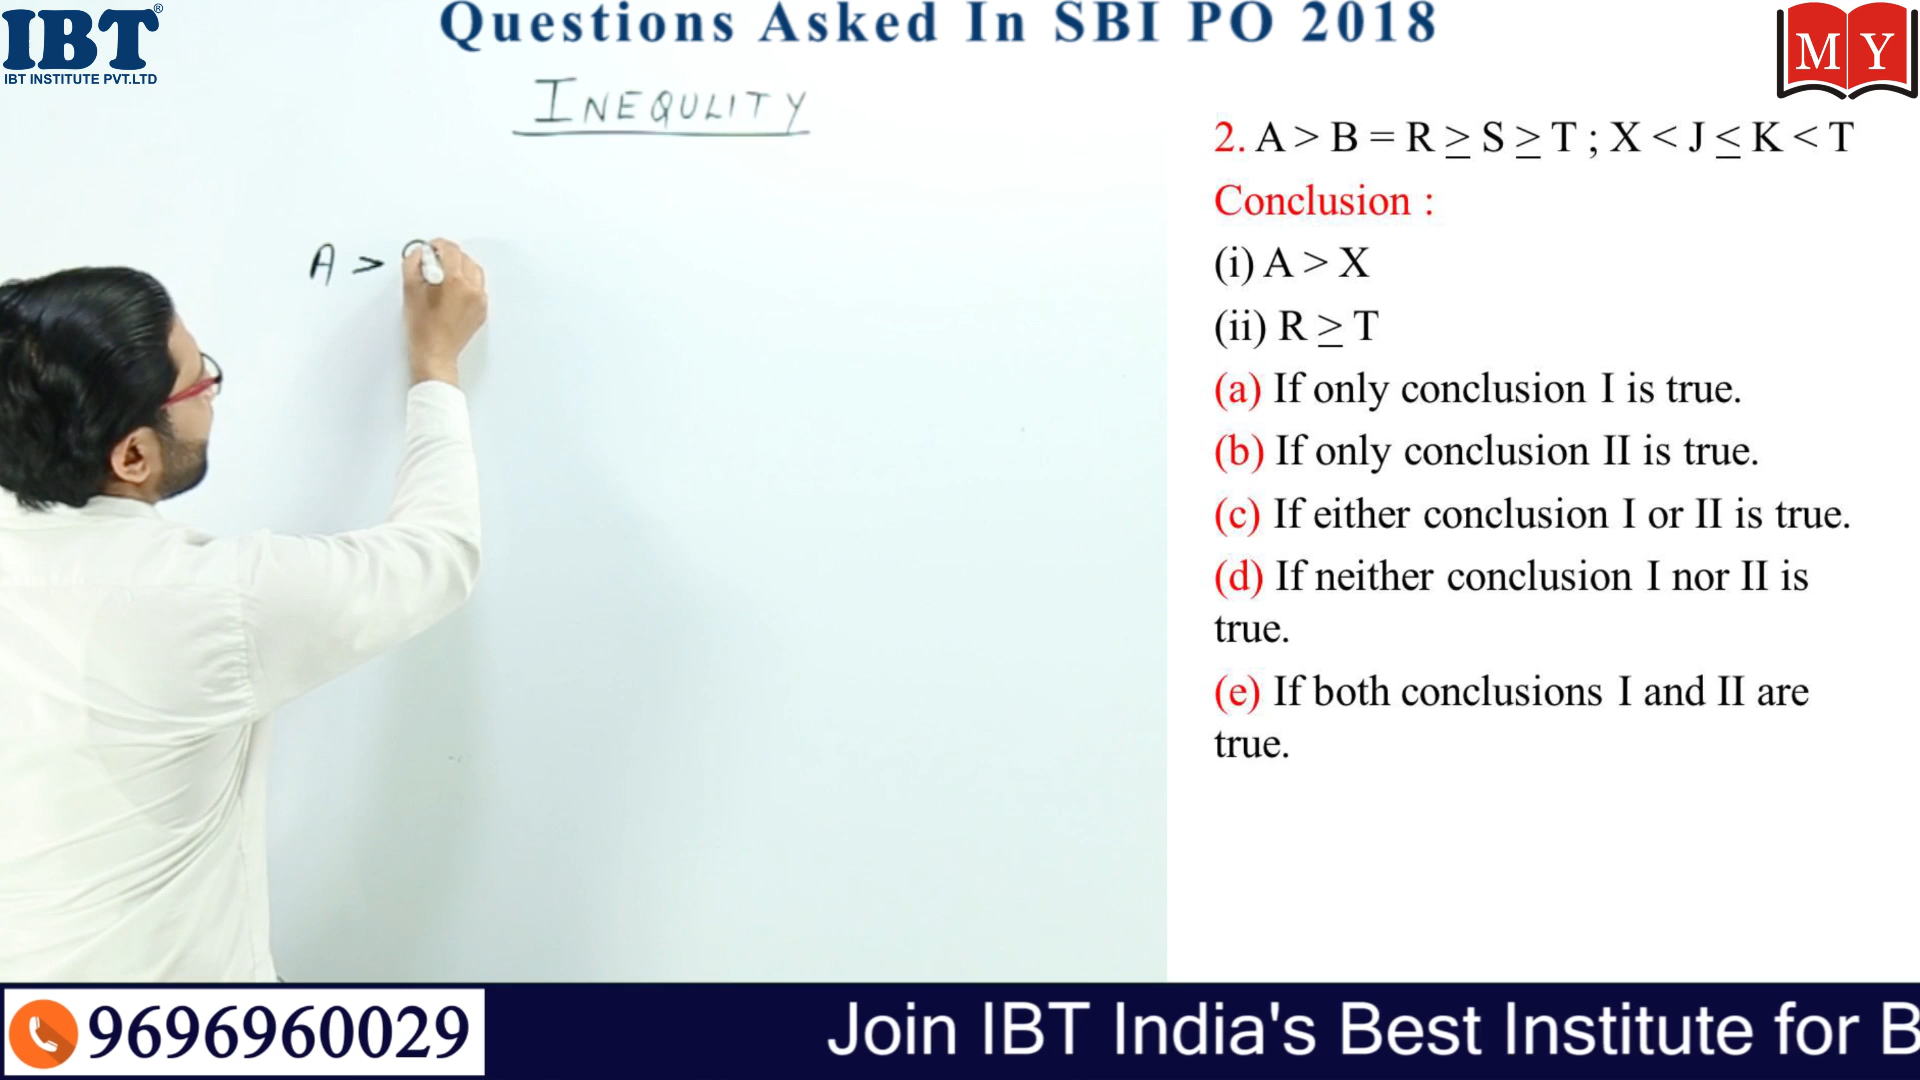 IBT®
IBT INSTITUTE PVT.LTD
Questions Asked In SBI PO 2018
M Y
INEQULITY
A >
2. A > B = R ≥ S ≥ T ; X < J ≤ K < T
Conclusion :
(i) A > X
(ii) R ≥ T
(a) If only conclusion I is true.
(b) If only conclusion II is true.
(c) If either conclusion I or II is true.
(d) If neither conclusion I nor II is
true.
(e) If both conclusions I and II are
true.
9696960029
Join IBT India's Best Institute for B